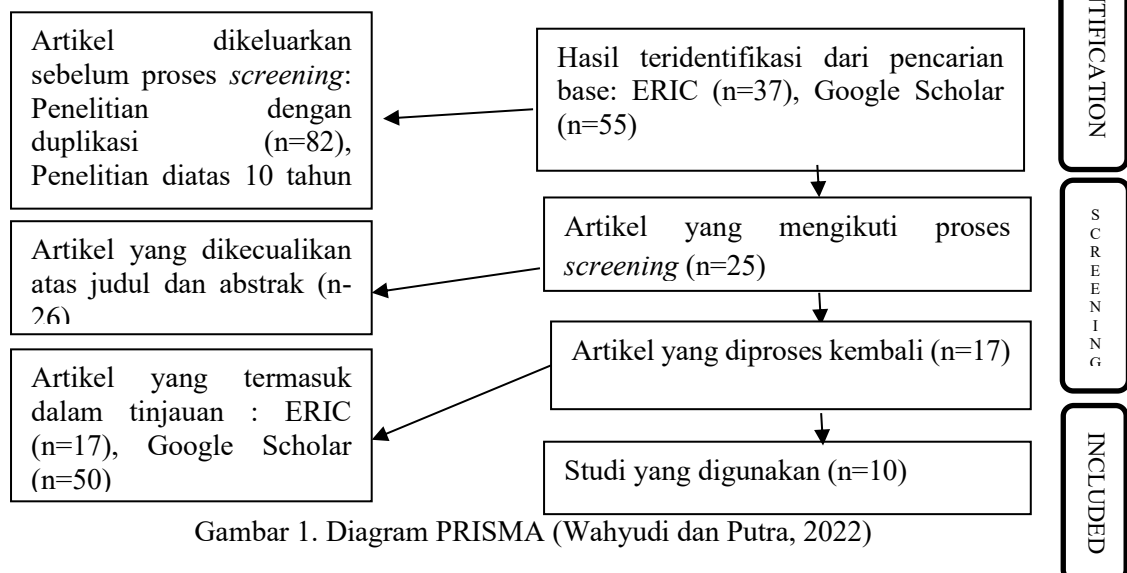 Artikel dikeluarkan
sebelum proses screening:
Penelitian dengan
duplikasi (n=82),
Penelitian diatas 10 tahun
Hasil teridentifikasi dari pencarian
base: ERIC (n=37), Google Scholar
(n=55)
TIFICATION
Artikel yang dikecualikan
atas judul dan abstrak (n-
26)
Artikel yang mengikuti proses
screening (n=25)
SCREENING
Artikel yang termasuk
dalam tinjauan : ERIC
(n=17), Google Scholar
(n=50)
Artikel yang diproses kembali (n=17)
Studi yang digunakan (n=10)
INCLUDED
Gambar 1. Diagram PRISMA (Wahyudi dan Putra, 2022)